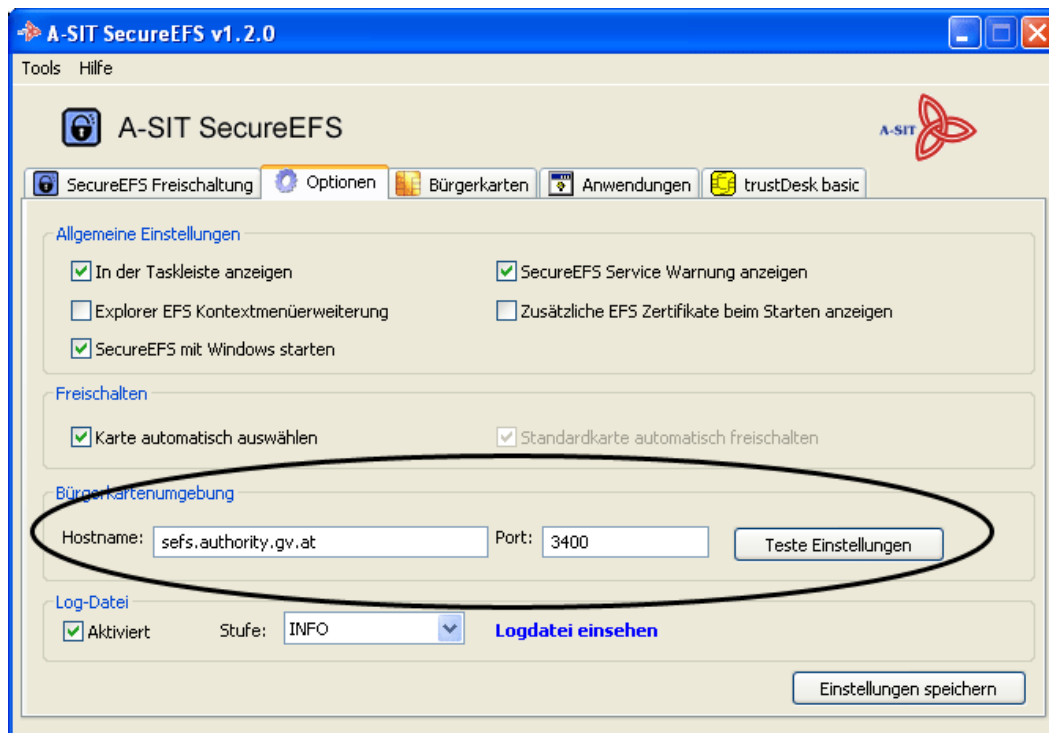 A-SIT SecureEFS v1.2.0
Tools Hilfe
A-SIT SecureEFS
A-SIT
SecureEFS Freischaltung Optionen Bürgerkarten Anwendungen trustDesk basic
Allgemeine Einstellungen
In der Taskleiste anzeigen SecureEFS Service Warnung anzeigen
Explorer EFS Kontextmenüerweiterung Zusätzliche EFS Zertifikate beim Starten anzeigen
SecureEFS mit Windows starten
Freischalten
Karte automatisch auswählen Standardkarte automatisch freischalten
Bürgerkartenumgebung
Hostname: sefs.authority.gv.at Port: 3400 Teste Einstellungen
Log-Datei
Aktiviert Stufe: INFO Logdatei einsehen
Einstellungen speichern